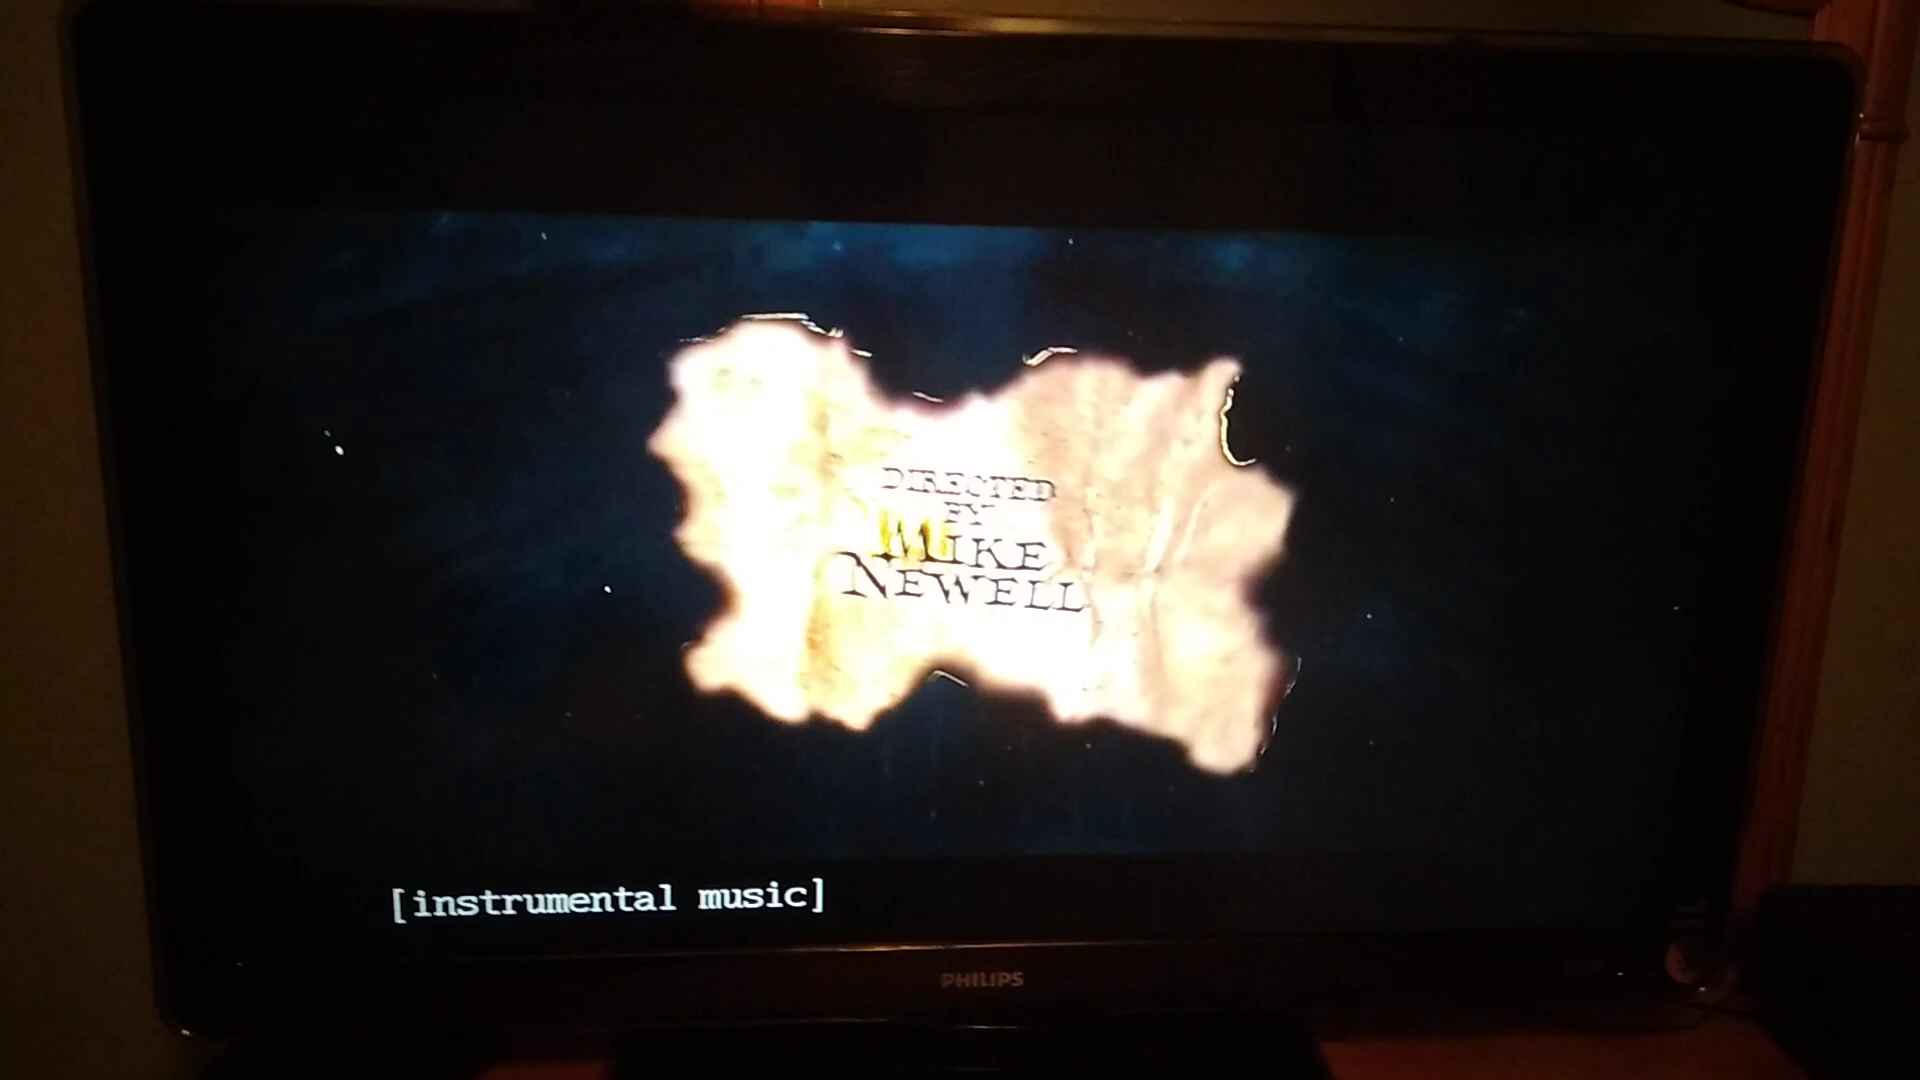 DIRECTED
BY
MIKE
NEWELL
[instrumental music]
PHILIPS